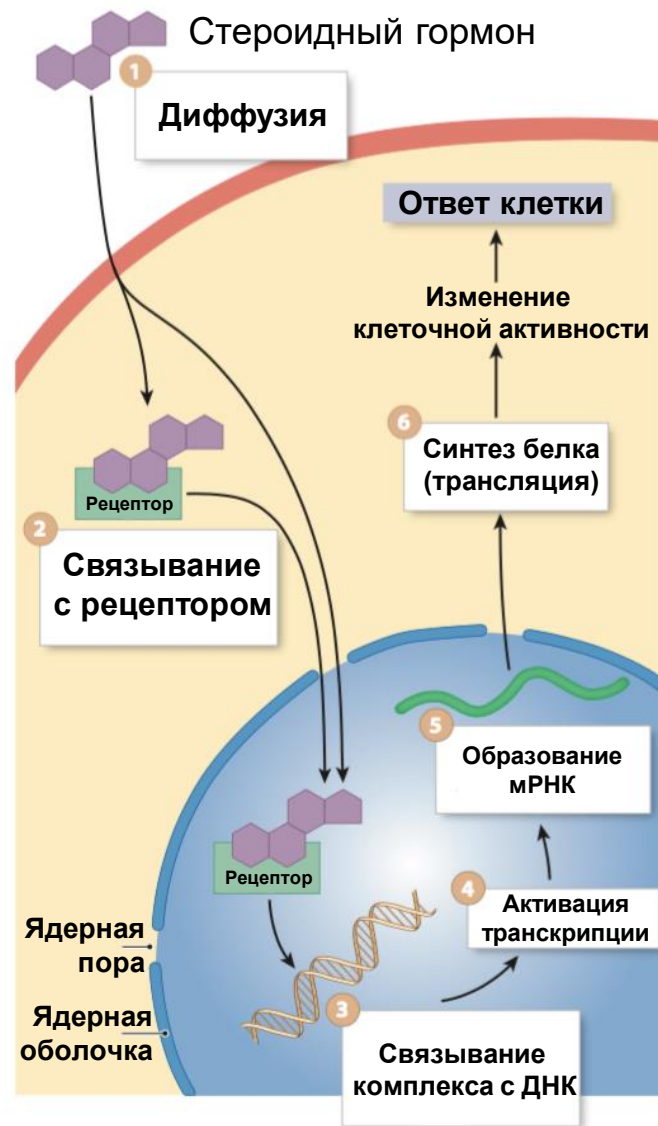 Стероидный гормон
1
Диффузия
Ответ клетки
Изменение
клеточной активности
6
Синтез белка
(трансляция)
Рецептор
2
Связывание
с рецептором
5
Образование
мРНК
Рецептор
4
Активация
транскрипции
Ядерная
пора
Ядерная
оболочка
3
Связывание
комплекса с ДНК